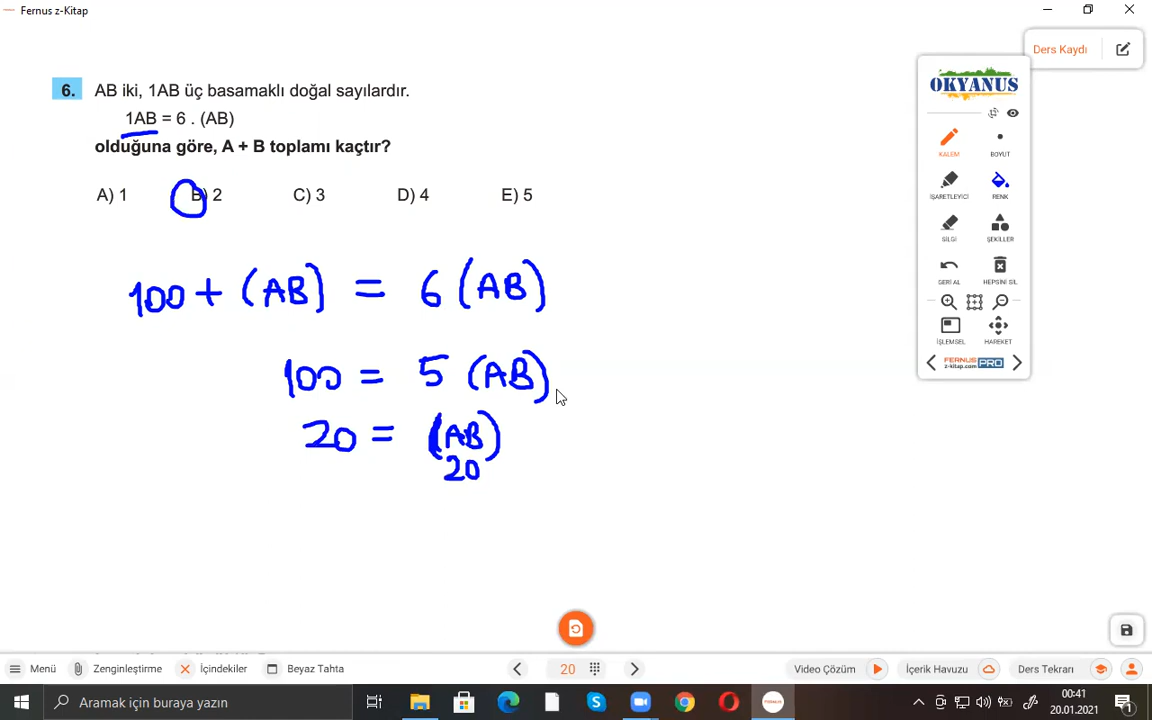 Fernus z-Kitap
Ders Kaydı
6. AB iki, 1AB üç basamaklı doğal sayılardır.
1AB = 6 . (AB)
olduğuna göre, A + B toplamı kaçtır?
A) 1 B) 2 C) 3 D) 4 E) 5
100 + (AB) = 6 (AB)
100 = 5 (AB)
20 = (AB)
20
OKYANUS
KALEM BOYUT
İŞARETLEYİCİ RENK
SİLGİ ŞEKİLLER
GERİ AL HEPSİNİ SİL
İŞLEMSEL HAREKET
FERNUS PRO
z-kitap.com
Menü Zenginleştirme İçindekiler Beyaz Tahta 20 Video Çözüm İçerik Havuzu Ders Tekrarı
Aramak için buraya yazın
00:41
20.01.2021
1